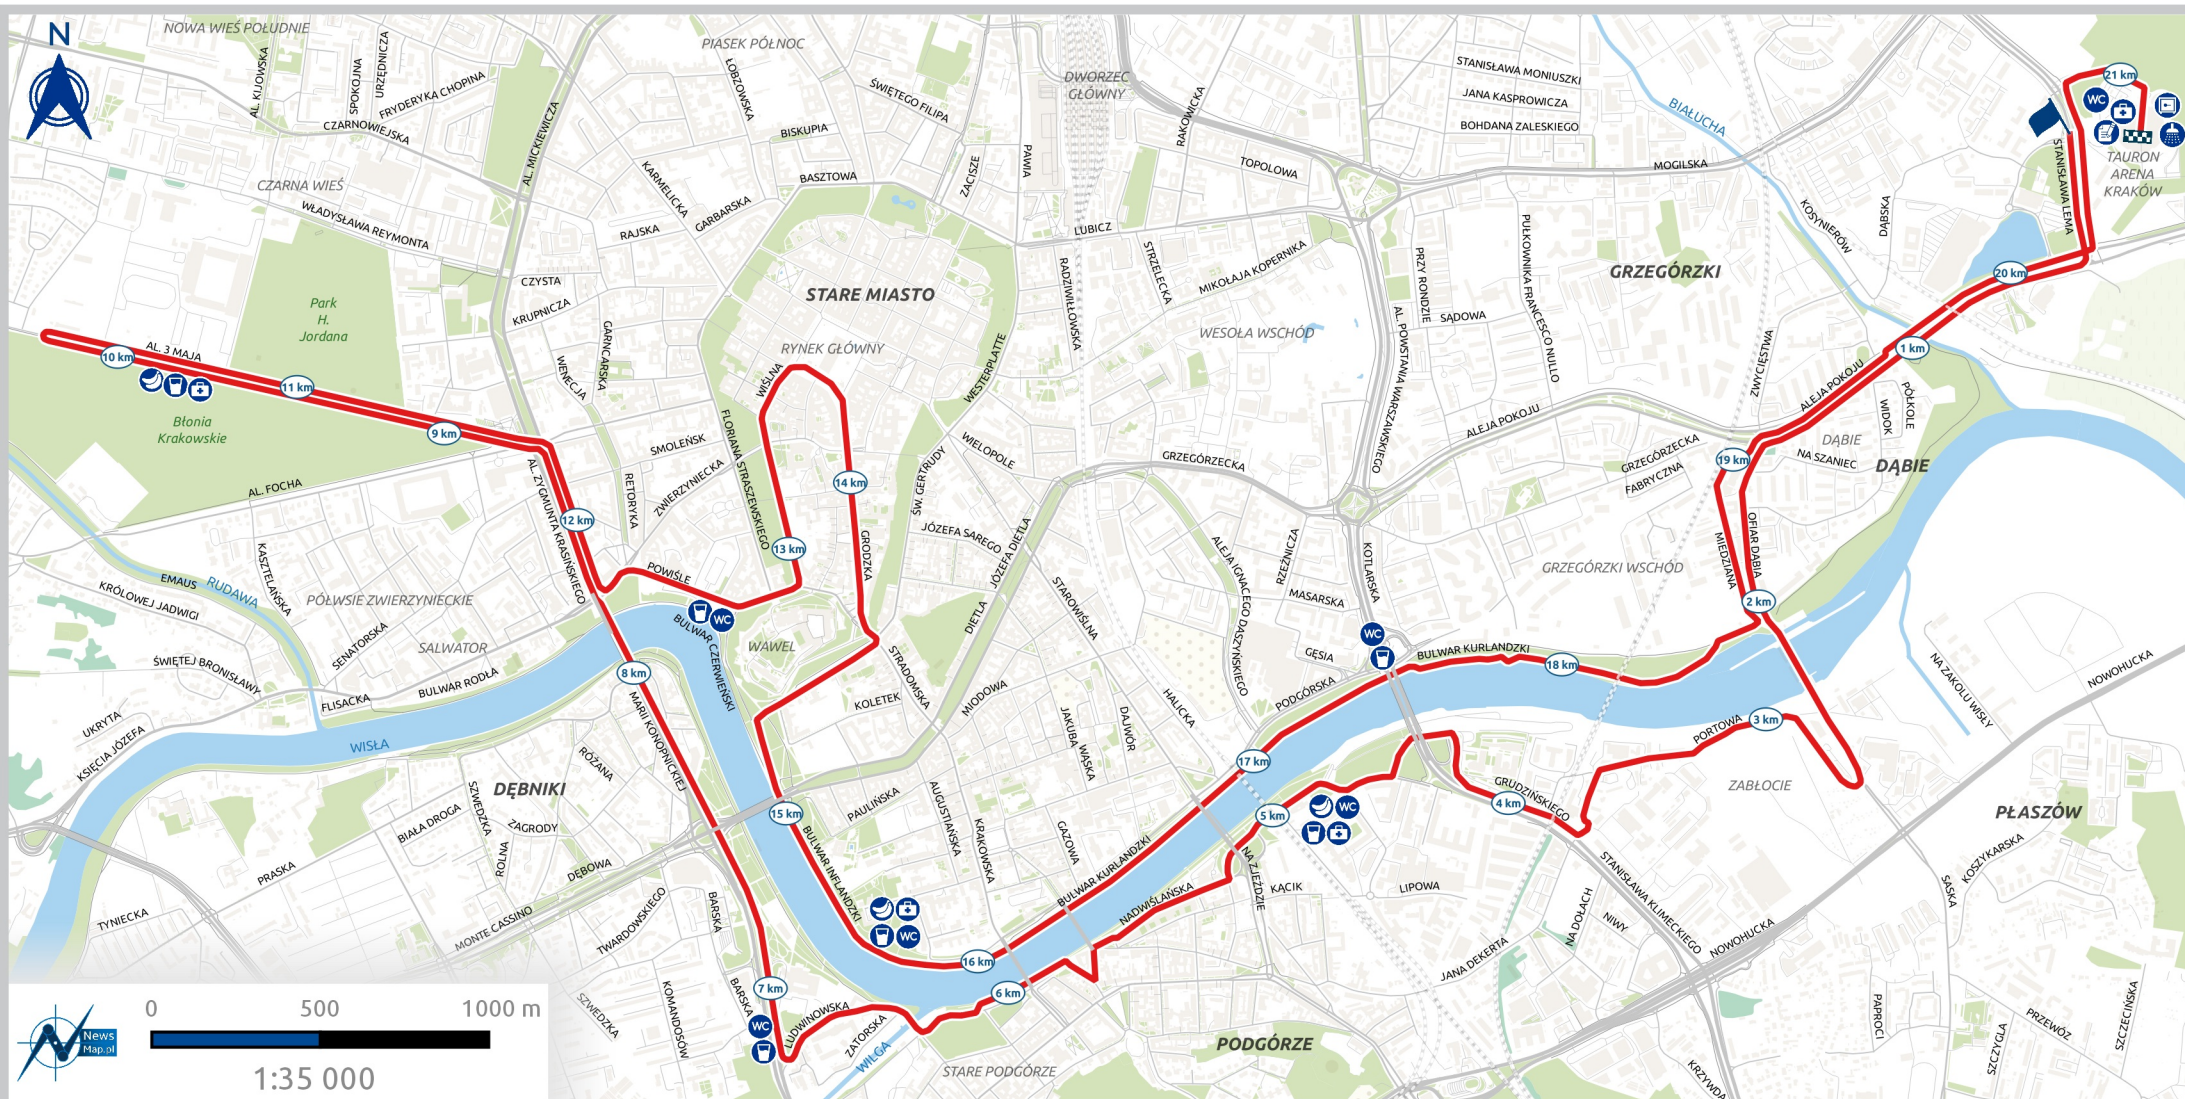 NOWA WIEŚ POŁUDNIE
N
AL. KIJOWSKA
SPOKOJNA
URZĘDNICZA
FRYDERYKA CHOPINA
CZARNOWIEJSKA
AL. MICKIEWICZA
PIASEK PÓŁNOC
ŁOBZOWSKA
ŚWIĘTEGO FILIPA
BISKUPIA
DWORZEC
GŁÓWNY
RAKOWICKA
STANISŁAWA MONIUSZKI
JANA KASPROWICZA
BOHDANA ZALESKIEGO
BIAŁUCHA
MOGILSKA
21 km
WC
TAURON
ARENA
KRAKÓW
STANISŁAWA LEMA
CZARNA WIEŚ
WŁADYSŁAWA REYMONTA
KARMELICKA
GARBARSKA
RAJSKA
BASZTOWA
ZACISZE
PAWIA
TOPOLOWA
LUBICZ
STRZELECKA
MIKOŁAJA KOPERNIKA
RADZIWIŁŁOWSKA
PRZY RONDZIE
PUŁKOWNIKA FRANCESCO NULLO
KOSYNIERÓW
DĄBSKA
GRZEGÓRZKI
20 km
CZYSTA
KRUPNICZA
STARE MIASTO
WESOŁA WSCHÓD
SĄDOWA
AL. POWSTANIA WARSZAWSKIEGO
Park
H.
Jordana
AL. 3 MAJA
10 km
11 km
9 km
Błonia
Krakowskie
GARNCARSKA
WENECJA
RYNEK GŁÓWNY
WIŚLNA
WESTERPLATTE
ZWYCIĘSTWA
1 km
ALEJA POKOJU
PÓŁKOLE
WIDOK
DĄBIE
NA SZANIEC
DĄBIE
SMOLEŃSK
ZWIERZYNIECKA
RETORYKA
FLORIANA STRASZEWSKIEGO
WIELOPOLE
ŚW. GERTRUDY
GRZEGÓRZECKA
ALEJA POKOJU
GRZEGÓRZECKA
FABRYCZNA
19 km
AL. FOCHA
AL. ZYGMUNTA KRASIŃSKIEGO
12 km
14 km
13 km
GRODZKA
JÓZEFA SAREGO
JÓZEFA DIETLA
DIETLA
STAROWIŚLNA
ALEJA IGNACEGO DASZYŃSKIEGO
RZEŹNICZA
MASARSKA
KOTLARSKA
GRZEGÓRZKI WSCHÓD
MIEDZIANA
OFIAR DĄBIA
2 km
RUDAWA
EMAUS
KRÓLOWEJ JADWIGI
KASZTELAŃSKA
PÓŁWSIE ZWIERZYNIECKIE
SENATORSKA
SALWATOR
ŚWIĘTEJ BRONISŁAWY
FLISACKA
BULWAR RODŁA
POWIŚLE
WC
BULWAR CZERWIEŃSKI
WAWEL
STRADOMSKA
KOLETEK
MIODOWA
GĘSIA
WC
BULWAR KURLANDZKI
18 km
PODGÓRSKA
HALICKA
DAJWÓR
WĄSKA
JAKUBA
8 km
MARII KONOPNICKIEJ
UKRYTA
KSIĘCIA JÓZEFA
WISŁA
DĘBNIKI
RÓŻANA
SZWEDZKA
BIAŁA DROGA
ZAGRODY
ROLNA
DĘBOWA
PRASKA
TYNIECKA
MONTE CASSINO
TWARDOWSKIEGO
BARSKA
15 km
BULWAR INFLANDZKI
PAULIŃSKA
AUGUSTIAŃSKA
KRAKOWSKA
GAZOWA
BULWAR KURLANDZKI
17 km
5 km
WC
NA ZJEŹDZIE
NADWIŚLAŃSKA
KĄCIK
LIPOWA
GRUDZIŃSKIEGO
4 km
PORTOWA
3 km
ZABŁOCIE
NA ZAKOLU WISŁY
NOWOHUCKA
PŁASZÓW
KOSZYKARSKA
SASKA
STANISŁAWA KLIMECKIEGO
NA DOŁACH
NIWY
NOWOHUCKA
JANA DEKERTA
WC
16 km
6 km
7 km
WC
BARSKA
LUDWINOWSKA
ZATORSKA
WILGA
KOMANDOSÓW
SZWEDZKA
STARE PODGÓRZE
PODGÓRZE
PAPROCI
SZCZYGLA
PRZEWÓZ
SZCZECIŃSKA
KRZYWDA
News
Map.pl
0 500 1000 m
1:35 000